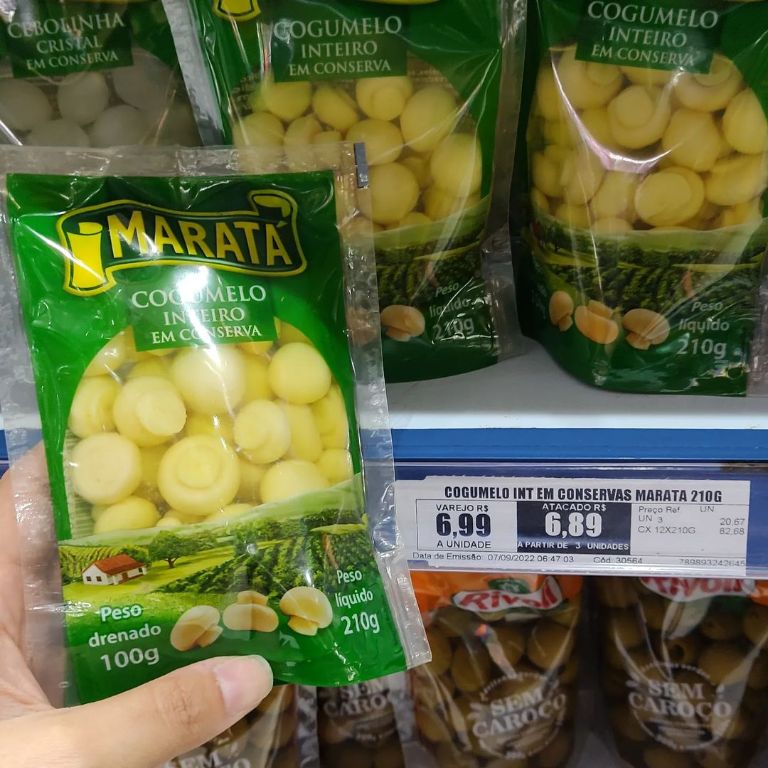 CEBOLINHA
CRISTAL
EM CONSERVA
COGUMELO
INTEIRO
EM CONSERVA
COGUMELO
INTEIRO
EM CONSERVA
MARATÁ
COGUMELO
INTEIRO
EM CONSERVA
Peso
drenado
100g
Peso
líquido
210g
Peso
líquido
210g
Peso
líquido
210g
COGUMELO INT EM CONSERVAS MARATA 210G
VAREJO R$
6,99
A UNIDADE
ATACADO R$
6,89
A PARTIR DE 3 UNIDADES
Preço Ref UN
UN 3 20,67
CX 12X210G 82,68
Data de Emissão: 07/09/2022 06:47:03 Cód: 30564
RIVOLI
SEM
CAROÇO
SEM
CAROÇO
SEM
CAROÇO